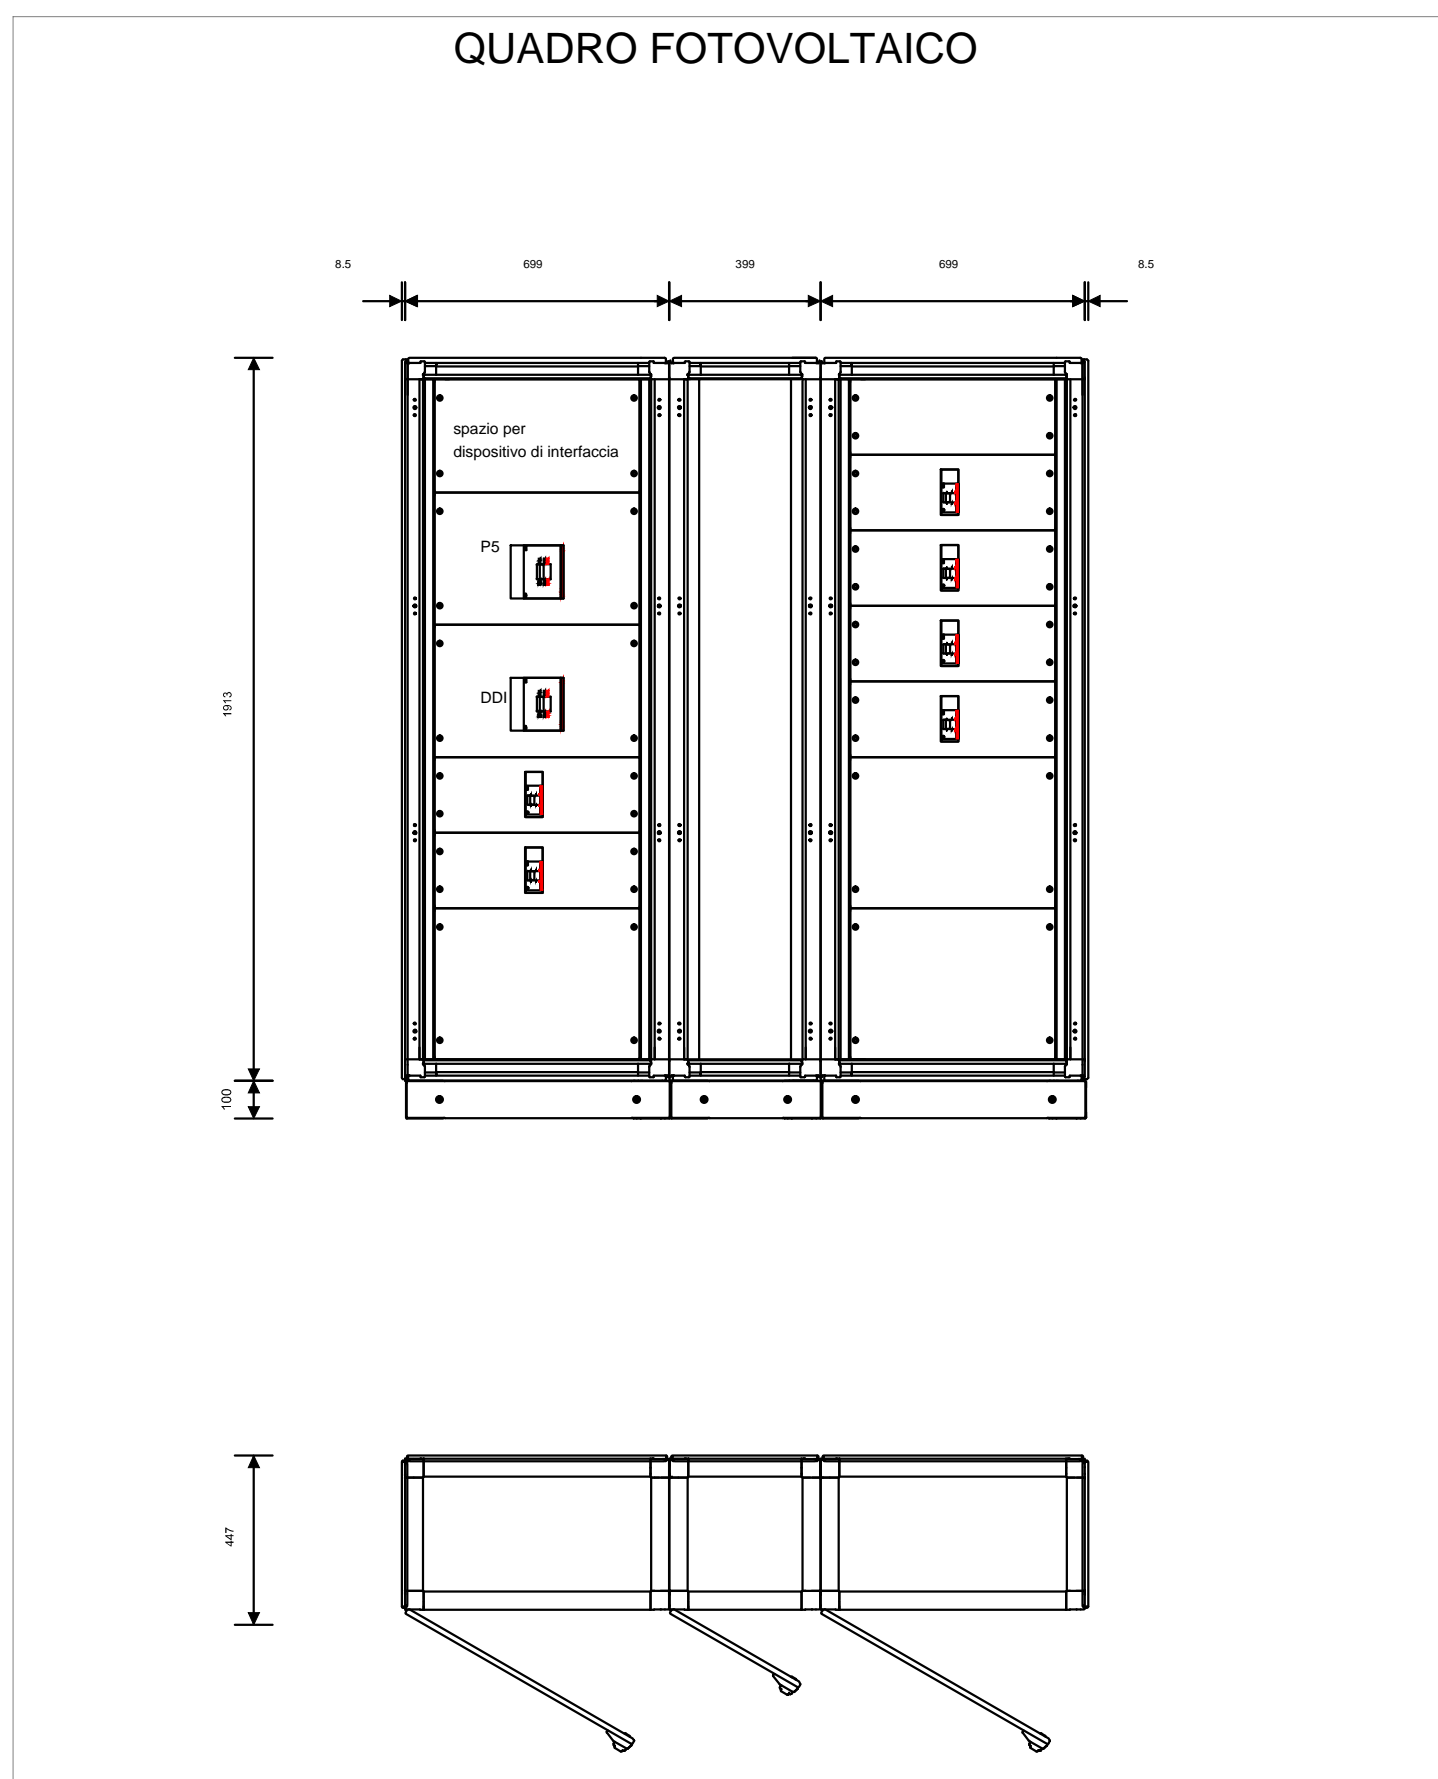 QUADRO FOTOVOLTAICO
8.5
699
399
699
8.5
spazio per
dispositivo di interfaccia
P5
DDI
1913
100
447